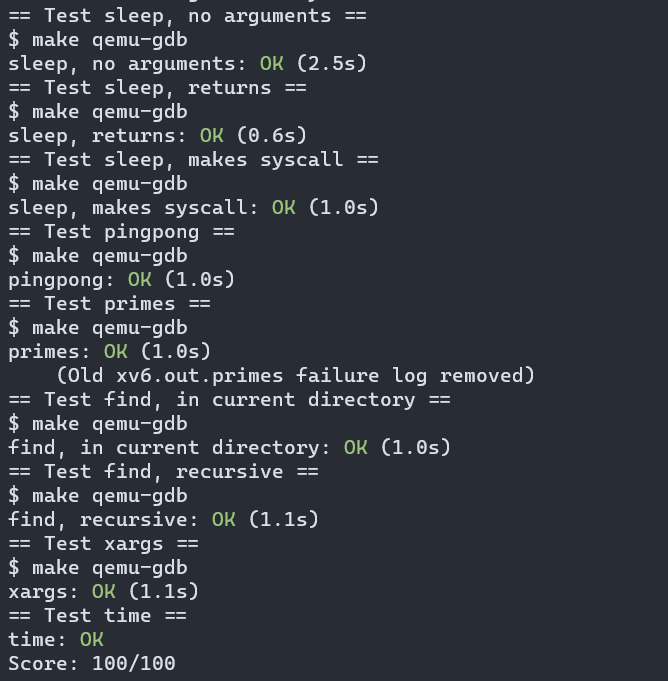 == Test sleep, no arguments ==
$ make qemu-gdb
sleep, no arguments: OK (2.5s)
== Test sleep, returns ==
$ make qemu-gdb
sleep, returns: OK (0.6s)
== Test sleep, makes syscall ==
$ make qemu-gdb
sleep, makes syscall: OK (1.0s)
== Test pingpong ==
$ make qemu-gdb
pingpong: OK (1.0s)
== Test primes ==
$ make qemu-gdb
primes: OK (1.0s)
    (Old xv6.out.primes failure log removed)
== Test find, in current directory ==
$ make qemu-gdb
find, in current directory: OK (1.0s)
== Test find, recursive ==
$ make qemu-gdb
find, recursive: OK (1.1s)
== Test xargs ==
$ make qemu-gdb
xargs: OK (1.1s)
== Test time ==
time: OK
Score: 100/100